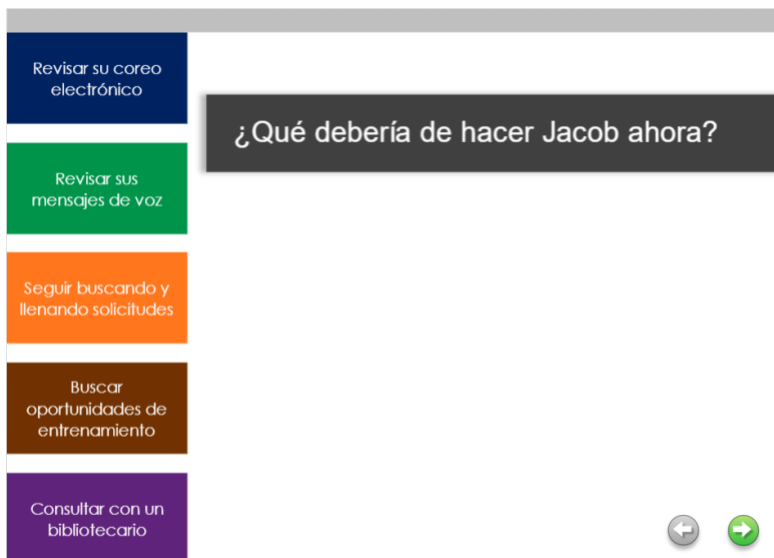 Revisar su coreo
electrónico
¿Qué debería de hacer Jacob ahora?
Revisar sus
mensajes de voz
Seguir buscando y
llenando solicitudes
Buscar
oportunidades de
entrenamiento
Consultar con un
bibliotecario